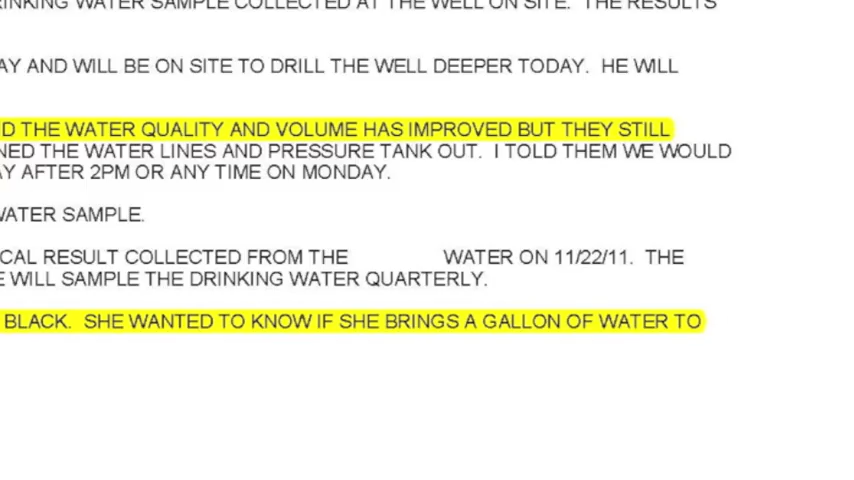 DRINKING WATER SAMPLE COLLECTED AT THE WELL ON SITE. THE RESULTS
AY AND WILL BE ON SITE TO DRILL THE WELL DEEPER TODAY. HE WILL
D THE WATER QUALITY AND VOLUME HAS IMPROVED BUT THEY STILL
NED THE WATER LINES AND PRESSURE TANK OUT. I TOLD THEM WE WOULD
AY AFTER 2PM OR ANY TIME ON MONDAY.
WATER SAMPLE.
CAL RESULT COLLECTED FROM THE WATER ON 11/22/11. THE
E WILL SAMPLE THE DRINKING WATER QUARTERLY.
BLACK. SHE WANTED TO KNOW IF SHE BRINGS A GALLON OF WATER TO